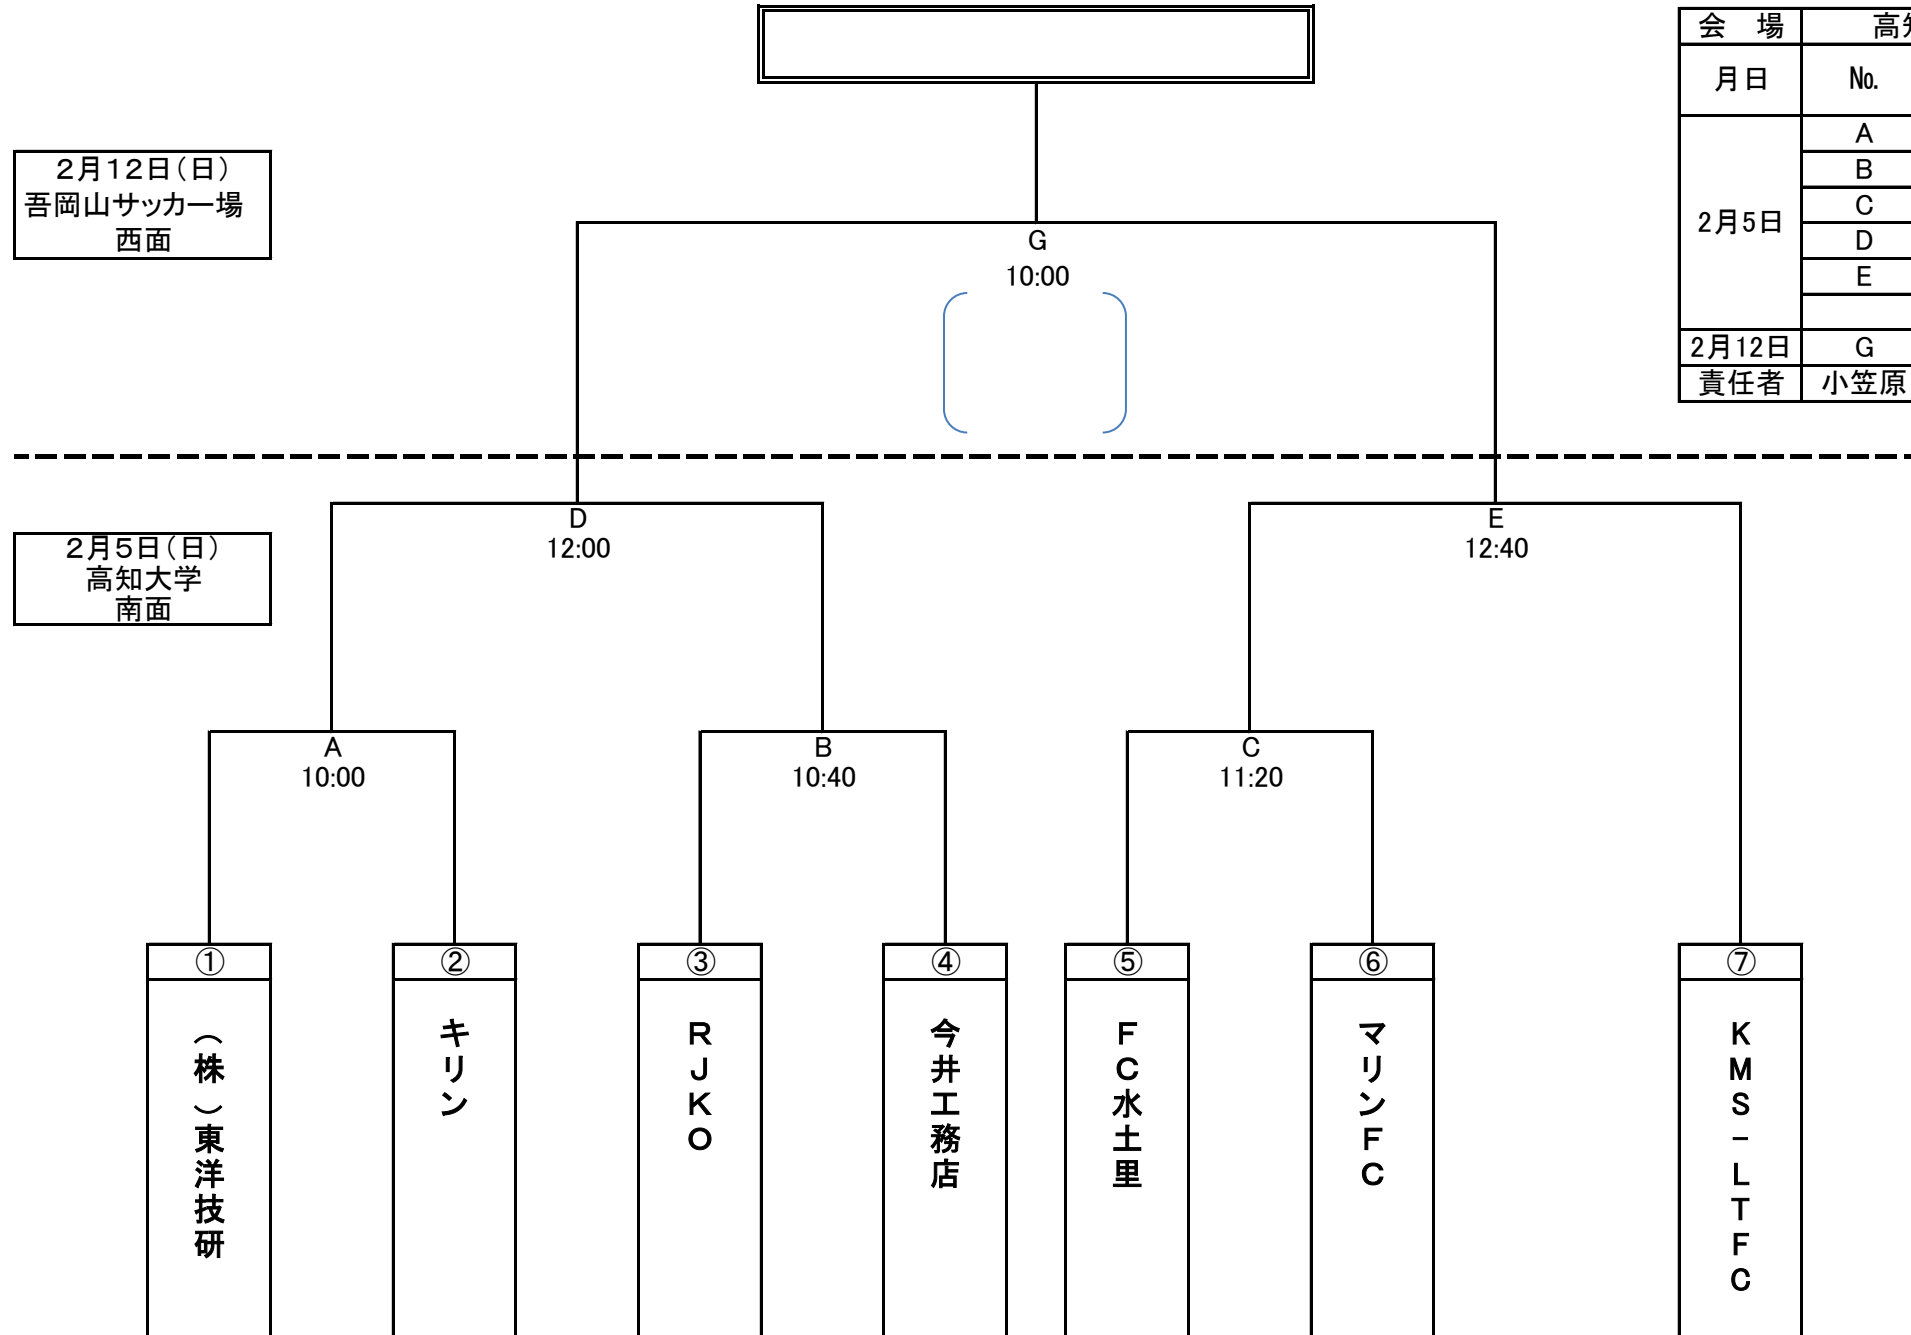 会　場　高
月日　№
2月5日
A
B
C
D
E
2月12日　G
責任者　小笠原
２月１２日（日）
吾岡山サッカー場
西面
G
10:00
２月５日（日）
高知大学
南面
D
12:00
E
12:40
A
10:00
B
10:40
C
11:20
①
（株）東洋技研
②
キリン
③
ＲＪＫＯ
④
今井工務店
⑤
ＦＣ水土里
⑥
マリンＦＣ
⑦
ＫＭＳ－ＬＴＦＣ